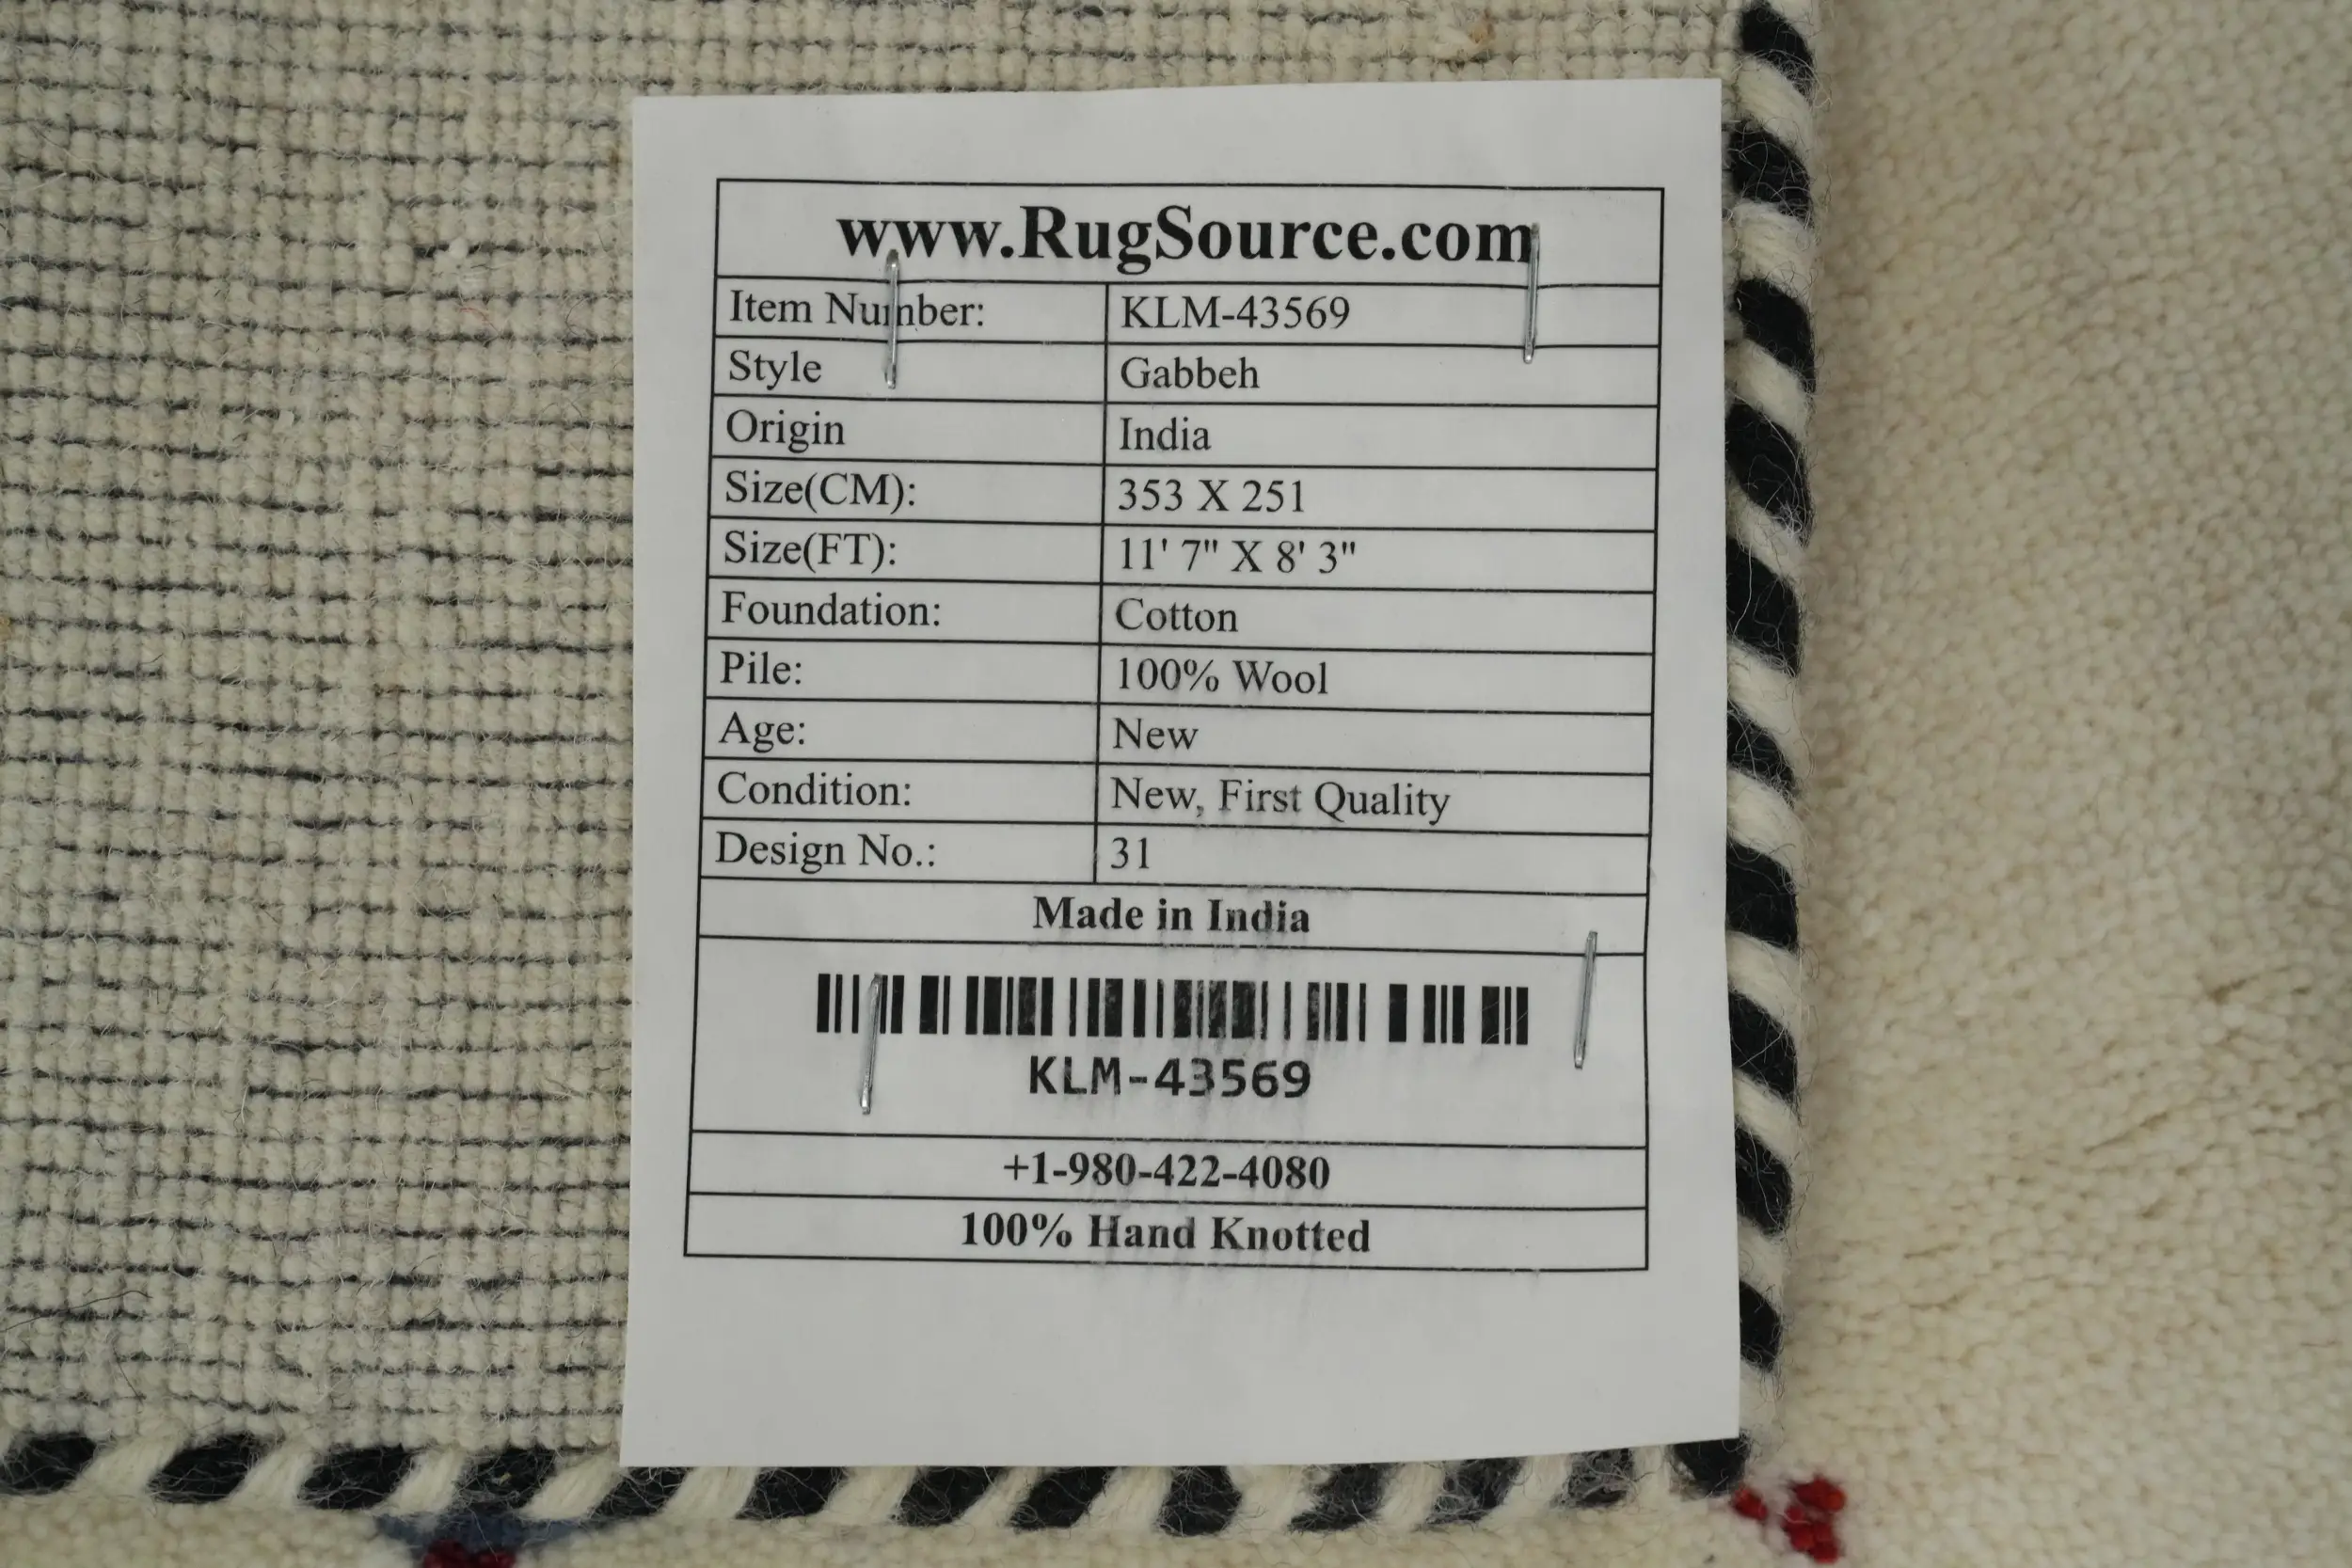 www.RugSource.com
Item Number: KLM-43569
Style Gabbeh
Origin India
Size(CM): 353 X 251
Size(FT): 11' 7" X 8' 3"
Foundation: Cotton
Pile: 100% Wool
Age: New
Condition: New, First Quality
Design No.: 31
Made in India
KLM-43569
+1-980-422-4080
100% Hand Knotted